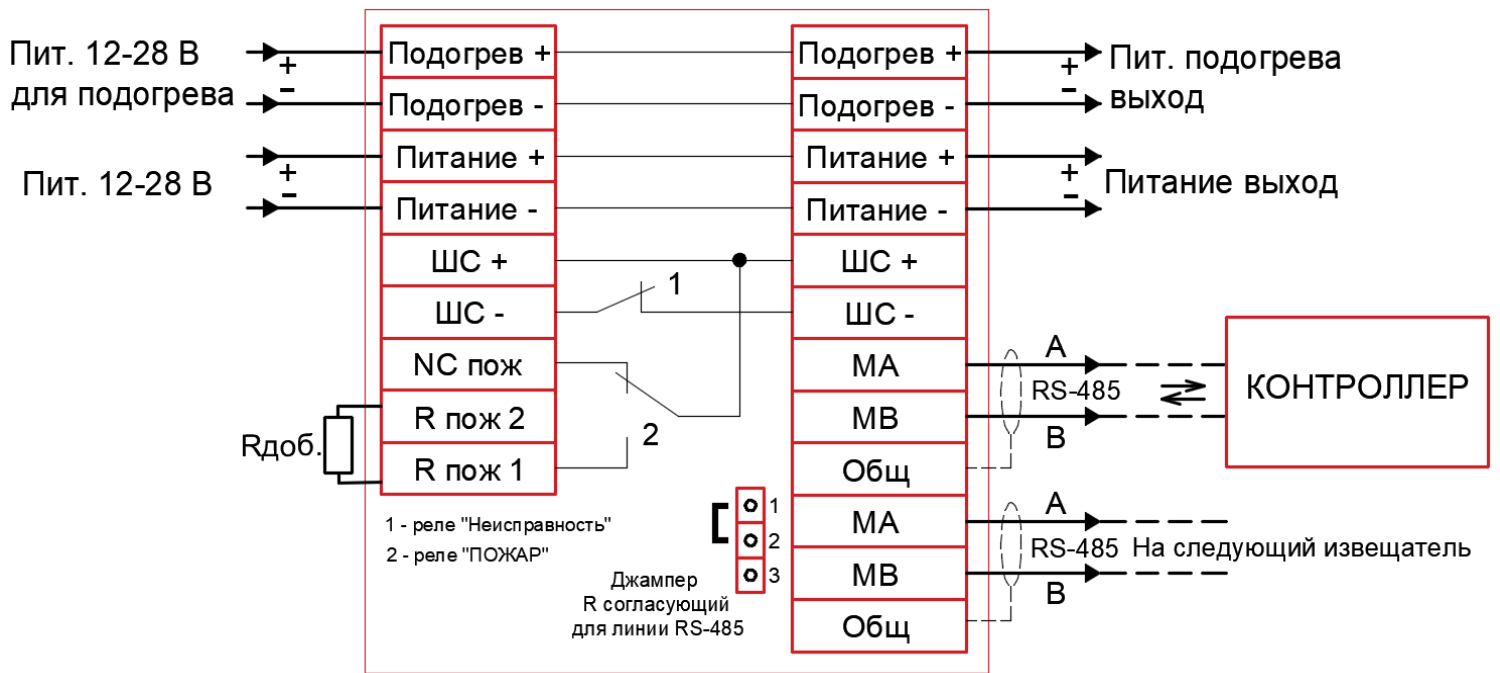 Пит. 12-28 В
для подогрева
+
-
Пит. 12-28 В
+
-
Rдоб.
Подогрев +
Подогрев -
Питание +
Питание -
ШС +
ШС -
NC пож
R пож 2
R пож 1
1
2
1 - реле "Неисправность"
2 - реле "ПОЖАР"
Джампер
R согласующий
для линии RS-485
1
2
3
Подогрев +
Подогрев -
Питание +
Питание -
ШС +
ШС -
МА
МВ
Общ
МА
МВ
Общ
+
-
Пит. подогрева
выход
+
-
Питание выход
A
RS-485
B
КОНТРОЛЛЕР
A
RS-485 На следующий извещатель
B